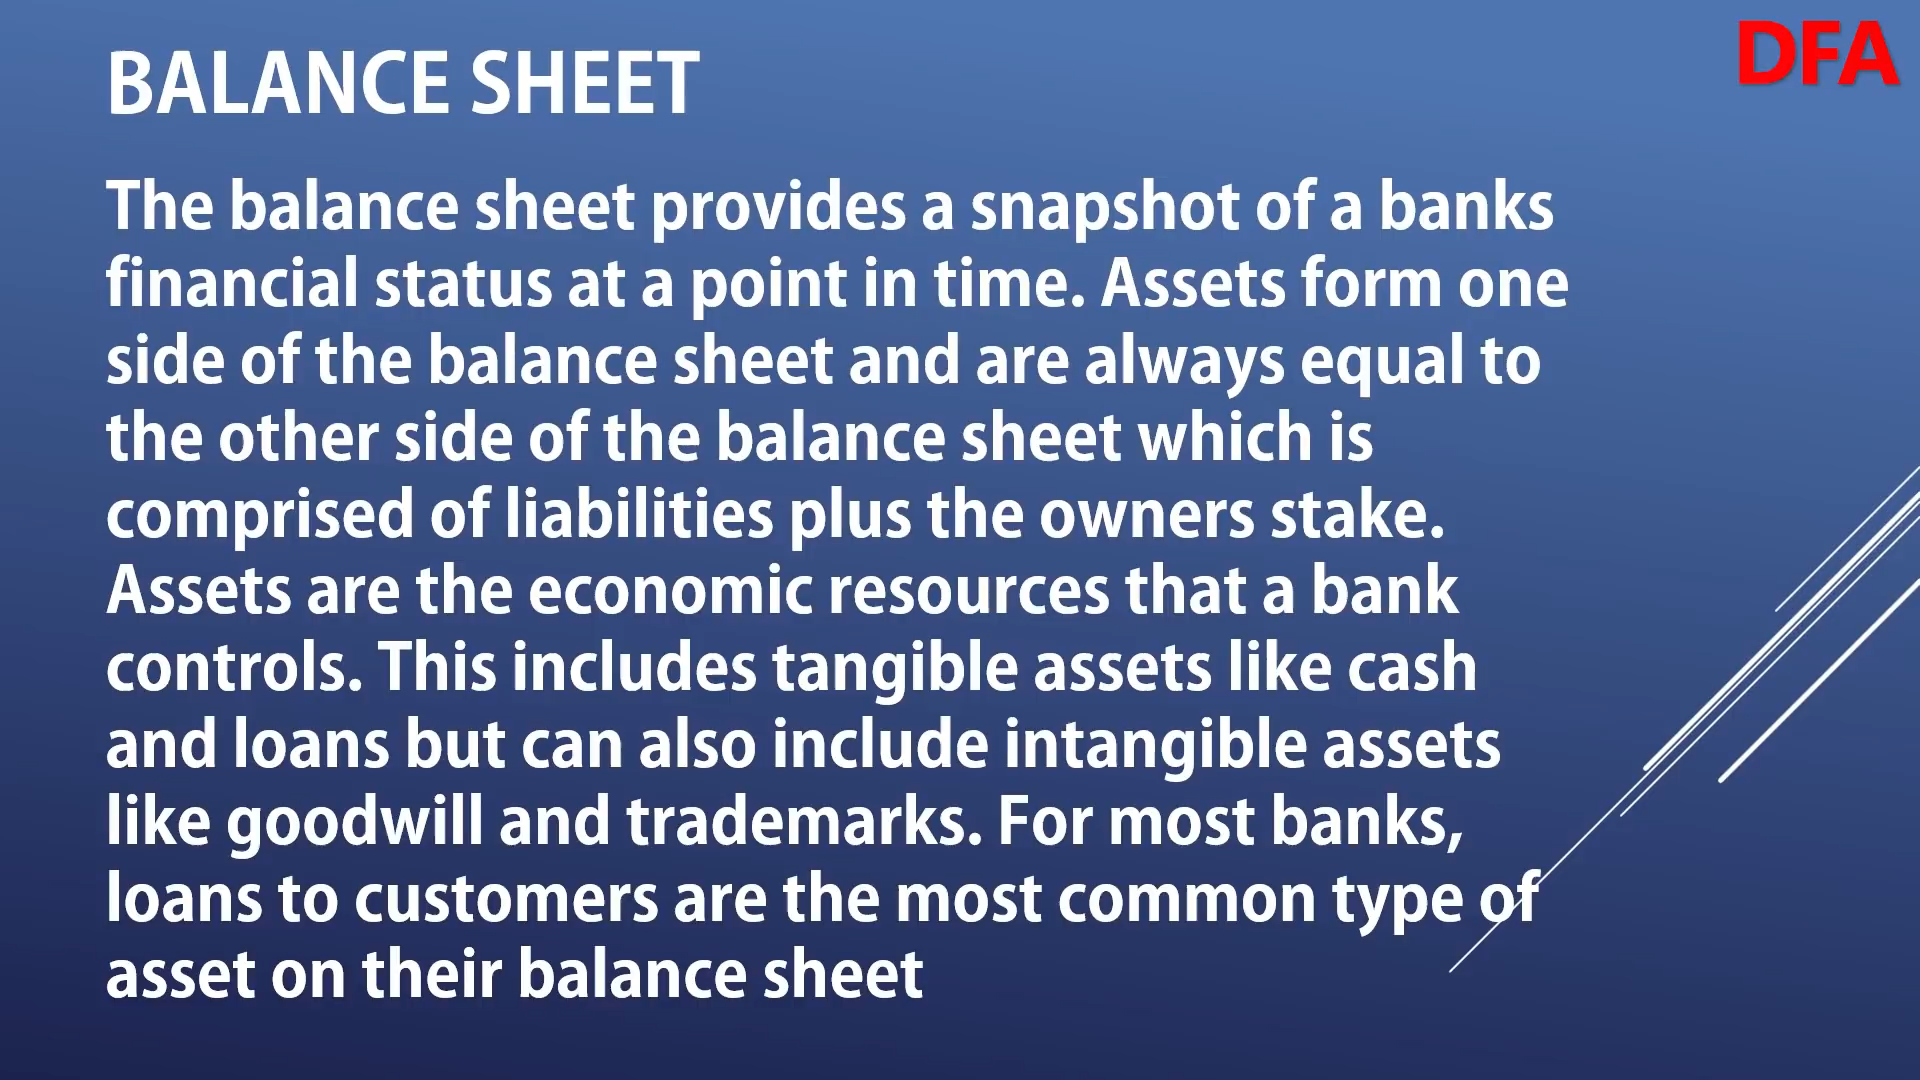 BALANCE SHEET
DFA
The balance sheet provides a snapshot of a banks
financial status at a point in time. Assets form one
side of the balance sheet and are always equal to
the other side of the balance sheet which is
comprised of liabilities plus the owners stake.
Assets are the economic resources that a bank
controls. This includes tangible assets like cash
and loans but can also include intangible assets
like goodwill and trademarks. For most banks,
loans to customers are the most common type of
asset on their balance sheet